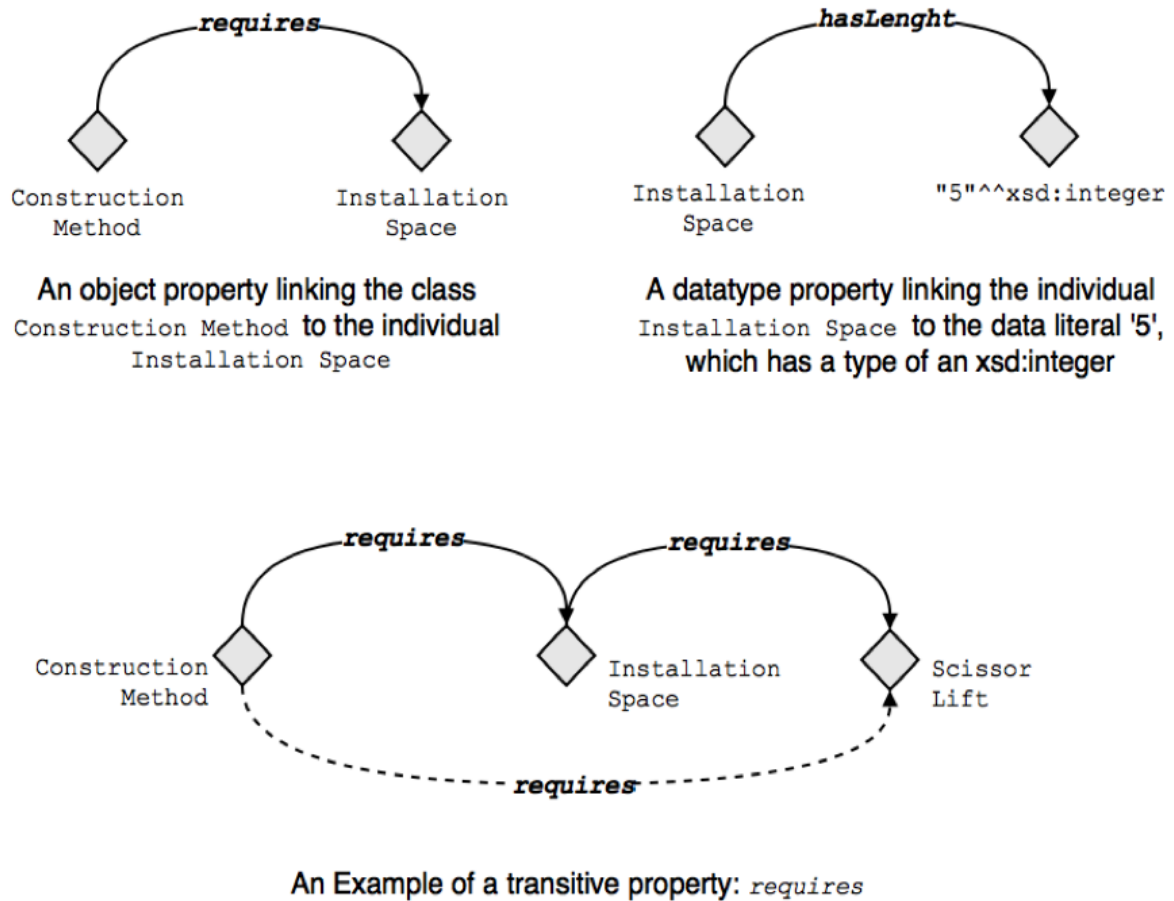 requires
Construction
Method
Installation
Space
An object property linking the class
Construction Method to the individual
Installation Space
hasLenght
Installation
Space
"5"^^xsd:integer
A datatype property linking the individual
Installation Space to the data literal '5',
which has a type of an xsd:integer
requires
requires
Construction
Method
Installation
Space
Scissor
Lift
requires
An Example of a transitive property: requires